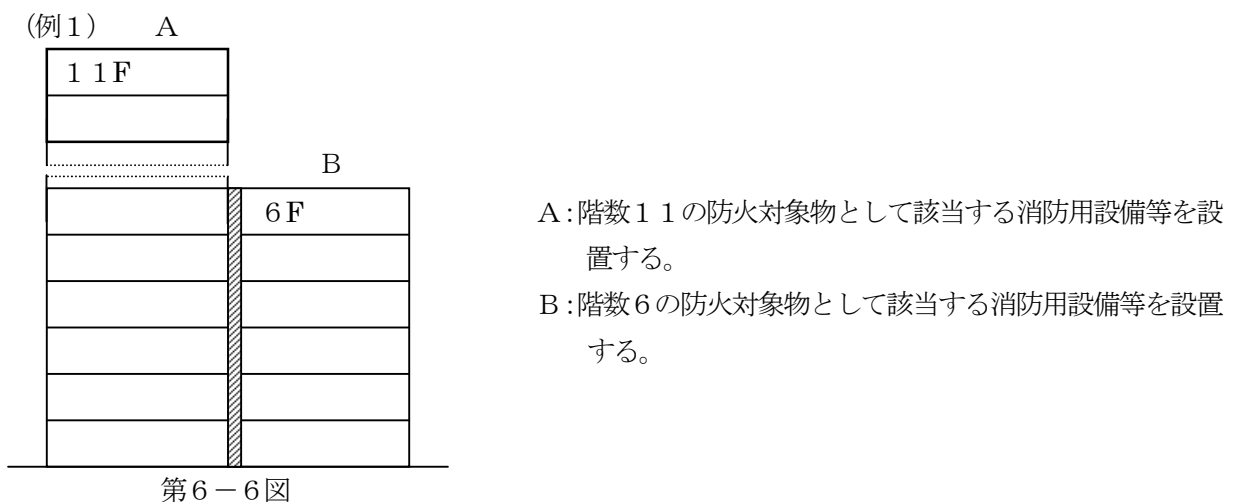 (例1) A
11F
B
6F
A:階数11の防火対象物として該当する消防用設備等を設
置する。
B:階数6の防火対象物として該当する消防用設備等を設置
する。
第6-6図